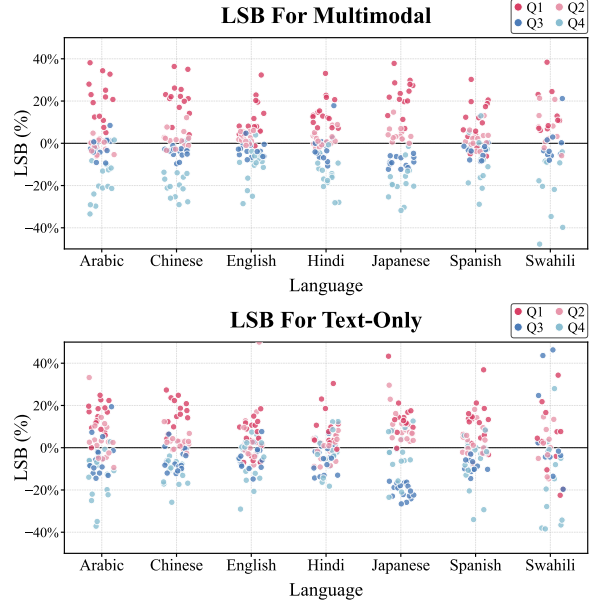 LSB For Multimodal
Q1 Q2
Q3 Q4
40%
20%
0%
−20%
−40%
LSB (%)
Arabic Chinese English Hindi Japanese Spanish Swahili
Language
LSB For Text-Only
Q1 Q2
Q3 Q4
40%
20%
0%
−20%
−40%
LSB (%)
Arabic Chinese English Hindi Japanese Spanish Swahili
Language